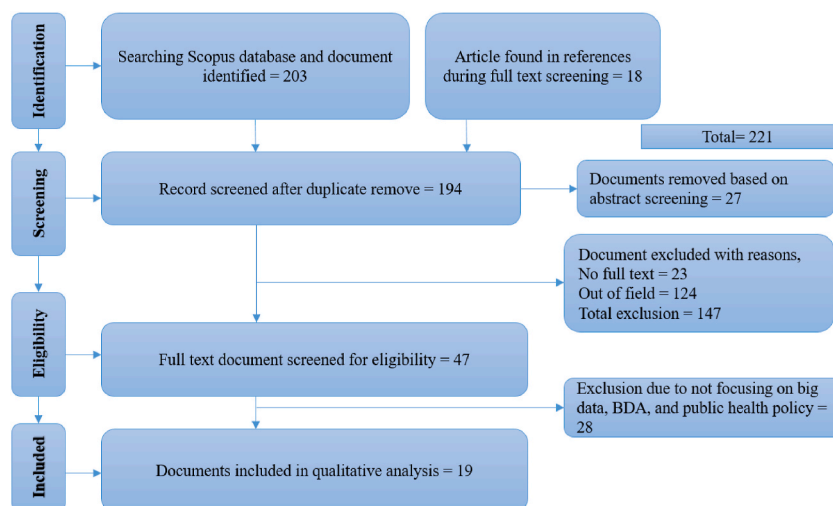 Identification
Searching Scopus database and document
identified = 203
Article found in references
during full text screening = 18
Total= 221
Screening
Record screened after duplicate remove = 194
Documents removed based on
abstract screening = 27
Document excluded with reasons,
No full text = 23
Out of field = 124
Total exclusion = 147
Eligibility
Full text document screened for eligibility = 47
Exclusion due to not focusing on big
data, BDA, and public health policy =
28
Included
Documents included in qualitative analysis = 19